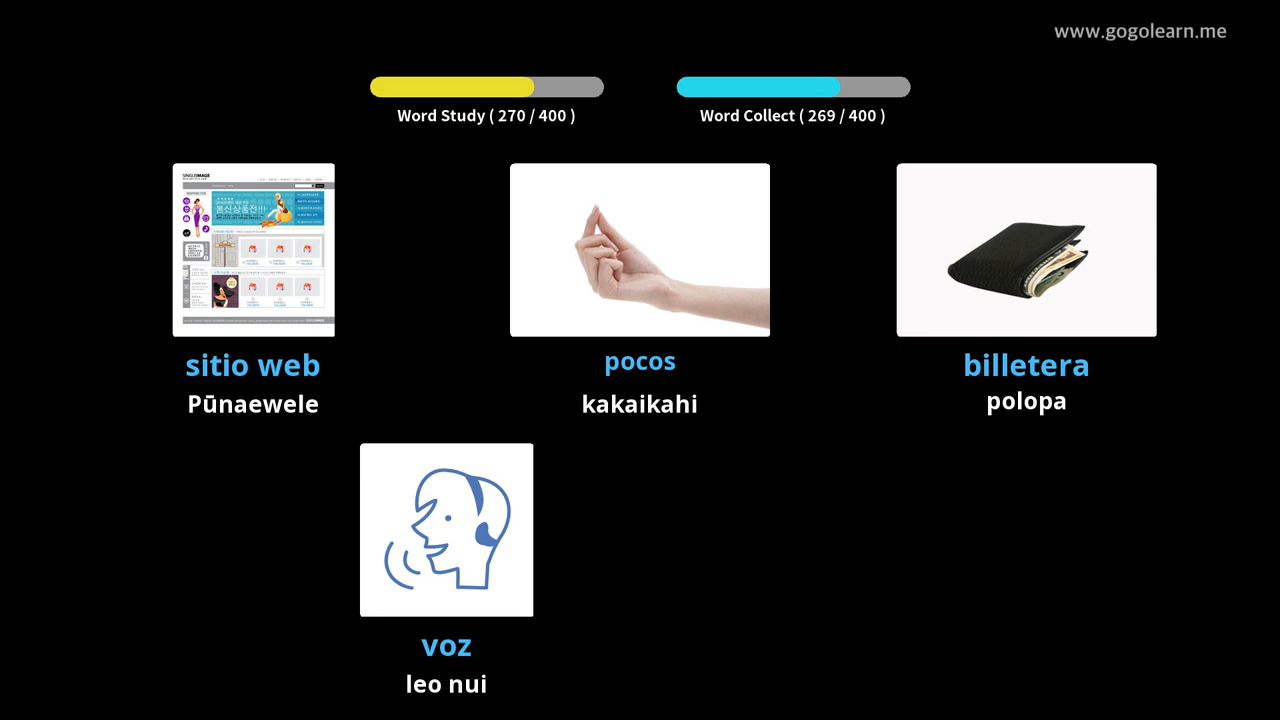 www.gogolearn.me
Word Study ( 270 / 400 )
Word Collect ( 269 / 400 )
sitio web
Pūnaewele
pocos
kakaikahi
billetera
polopa
voz
leo nui